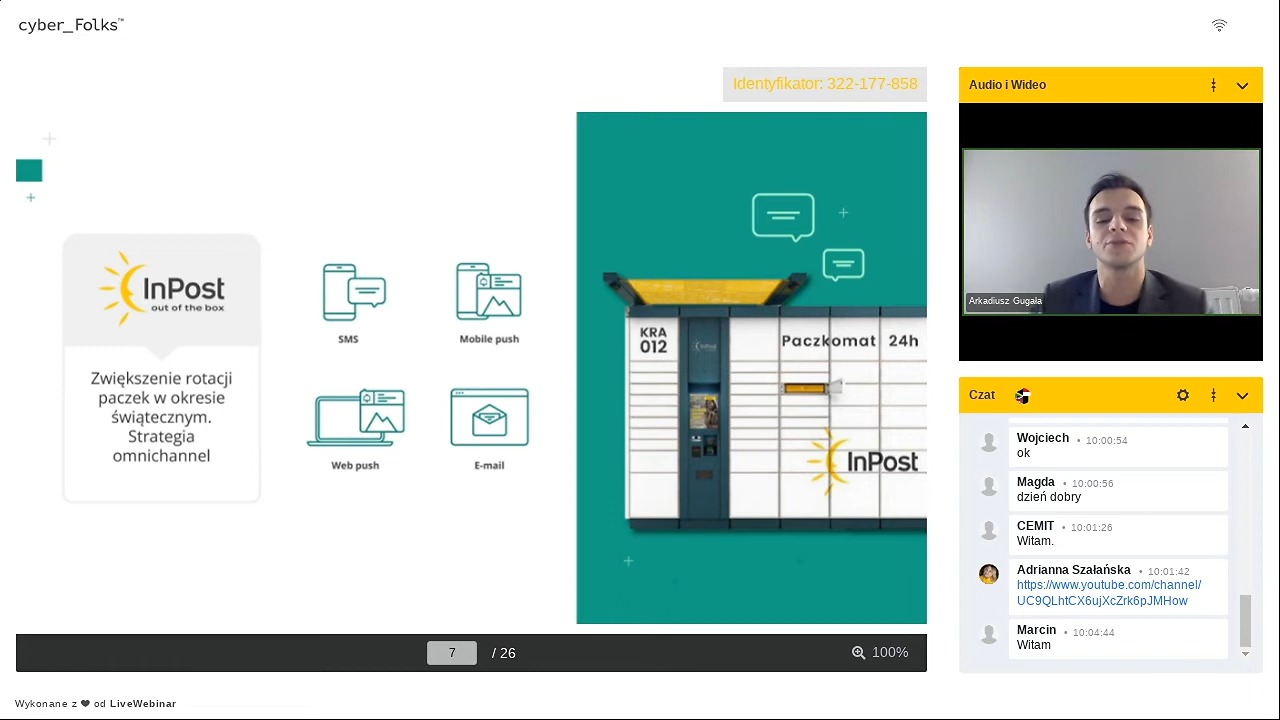 cyber_Folks™
Identyfikator: 322-177-858
InPost
out of the box
Zwiększenie rotacji
paczek w okresie
świątecznym.
Strategia
omnichannel
SMS
Mobile push
Web push
E-mail
KRA
012
Paczkomat 24h
InPost
7 / 26
100%
Wykonane z ❤ od LiveWebinar
Audio i Wideo
Arkadiusz Gugała
Czat
Wojciech • 10:00:54
ok
Magda • 10:00:56
dzień dobry
CEMIT • 10:01:26
Witam.
Adrianna Szałańska • 10:01:42
https://www.youtube.com/channel/
UC9QLhtCX6ujXcZrk6pJMHow
Marcin • 10:04:44
Witam